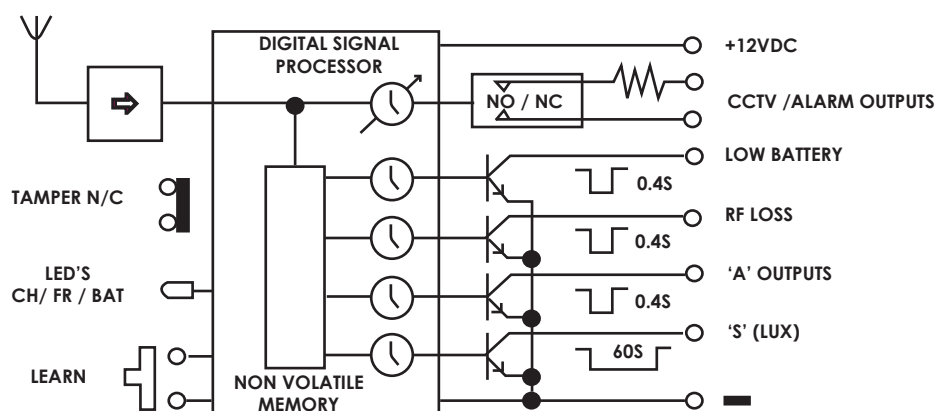 DIGITAL SIGNAL
PROCESSOR
+12VDC
NO / NC
CCTV /ALARM OUTPUTS
LOW BATTERY
0.4S
TAMPER N/C
RF LOSS
0.4S
LED'S
CH/ FR / BAT
'A' OUTPUTS
0.4S
'S' (LUX)
60S
LEARN
NON VOLATILE
MEMORY